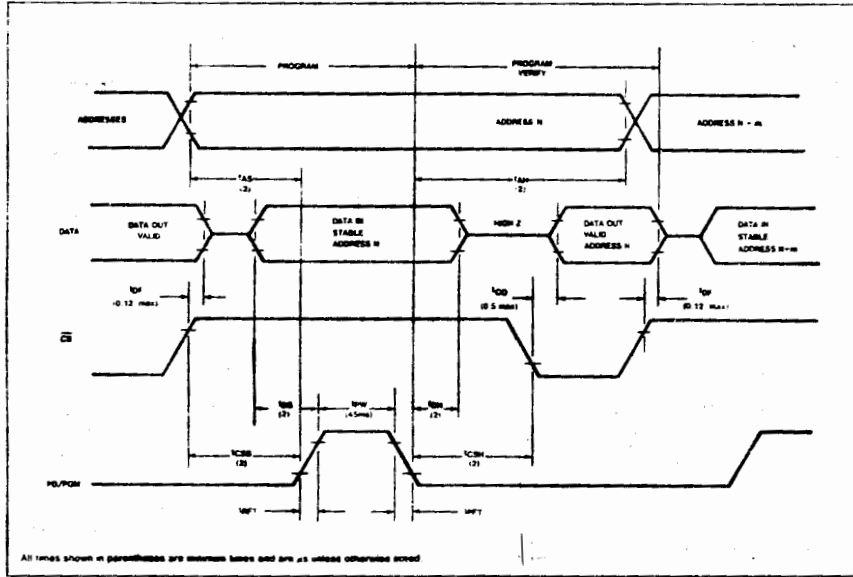 PROGRAM
PROGRAM
VERIFY
ADDRESSES
ADDRESS N
ADDRESS N - m
tAS
(2)
tAH
(2)
DATA
DATA OUT
VALID
DATA IN
STABLE
ADDRESS N
HIGH Z
DATA OUT
VALID
ADDRESS N
DATA IN
STABLE
ADDRESS N-m
tDF
(0.12 max)
tCO
(0.5 max)
tDF
(0.12 max)
CS
tDS
(2)
tPW
(45ms)
tDH
(2)
tCSS
(2)
tCSH
(2)
PD/PGM
All times shown in parentheses are minimum times and are µs unless otherwise noted